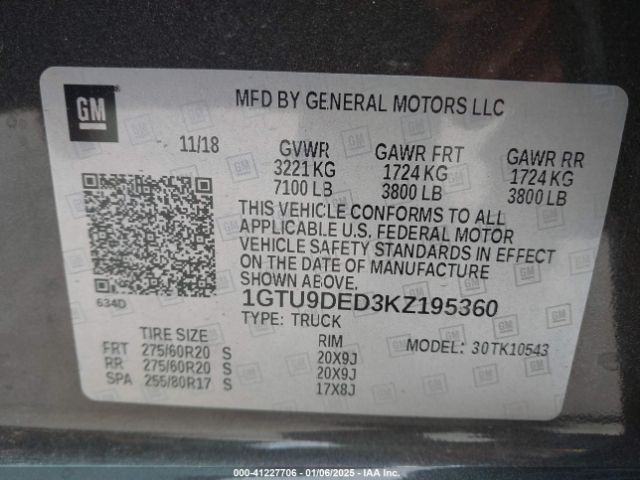 GM
MFD BY GENERAL MOTORS LLC
11/18
GVWR GAWR FRT GAWR RR
3221 KG 1724 KG 1724 KG
7100 LB 3800 LB 3800 LB
THIS VEHICLE CONFORMS TO ALL
APPLICABLE U.S. FEDERAL MOTOR
VEHICLE SAFETY STANDARDS IN EFFECT
ON THE DATE OF MANUFACTURE
SHOWN ABOVE.
634D
1GTU9DED3KZ195360
TYPE: TRUCK
MODEL: 30TK10543
TIRE SIZE RIM
FRT 275/60R20 S 20X9J
RR 275/60R20 S 20X9J
SPA 255/80R17 S 17X8J
000-41227706 - 01/06/2025 - IAA Inc.